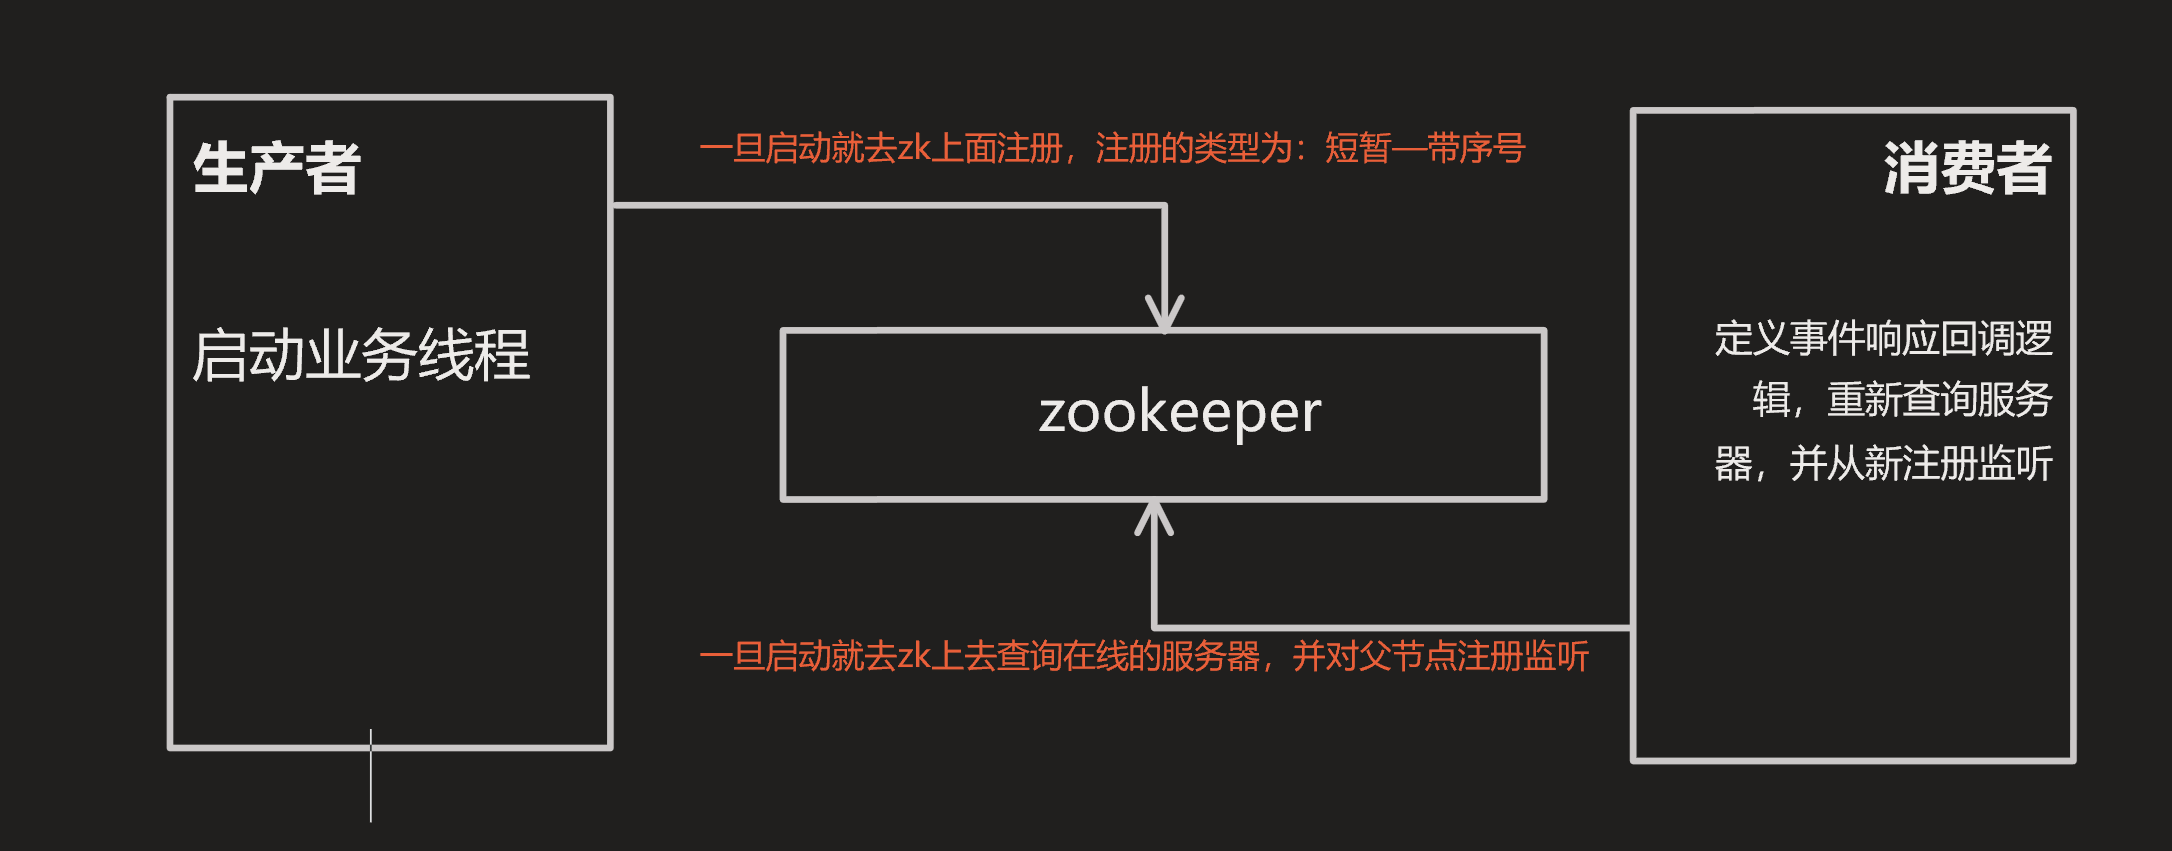 生产者
启动业务线程
一旦启动就去zk上面注册，注册的类型为：短暂—带序号
zookeeper
一旦启动就去zk上去查询在线的服务器，并对父节点注册监听
消费者
定义事件响应回调逻
辑，重新查询服务
器，并从新注册监听